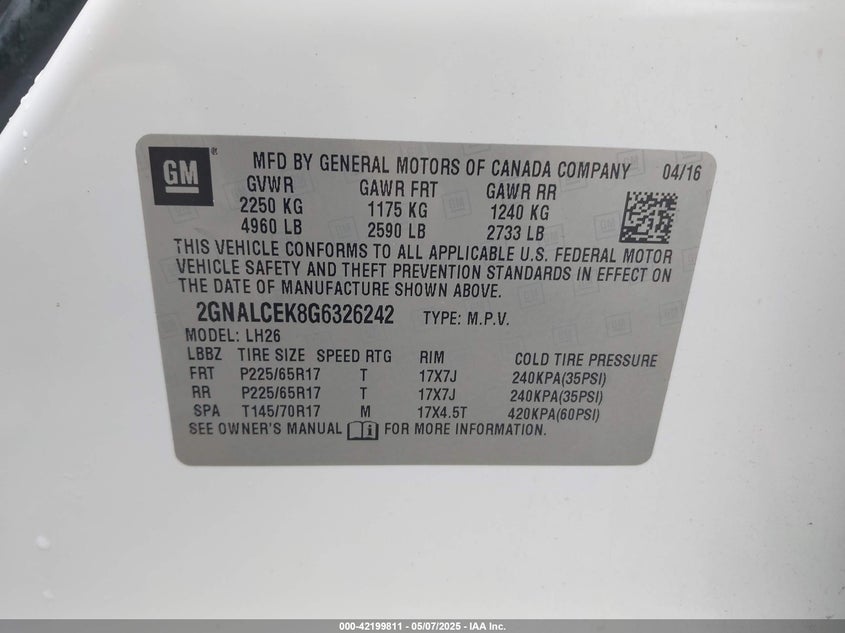 GM ® MFD BY GENERAL MOTORS OF CANADA COMPANY 04/16
GVWR GAWR FRT GAWR RR
2250 KG 1175 KG 1240 KG
4960 LB 2590 LB 2733 LB
THIS VEHICLE CONFORMS TO ALL APPLICABLE U.S. FEDERAL MOTOR
VEHICLE SAFETY AND THEFT PREVENTION STANDARDS IN EFFECT ON
THE DATE OF MANUFACTURE SHOWN ABOVE.
2GNALCEK8G6326242 TYPE: M.P.V.
MODEL: LH26
LBBZ TIRE SIZE SPEED RTG RIM COLD TIRE PRESSURE
FRT P225/65R17 T 17X7J 240KPA(35PSI)
RR P225/65R17 T 17X7J 240KPA(35PSI)
SPA T145/70R17 M 17X4.5T 420KPA(60PSI)
SEE OWNER'S MANUAL FOR MORE INFORMATION.
000-42199811 — 05/07/2025 — IAA Inc.